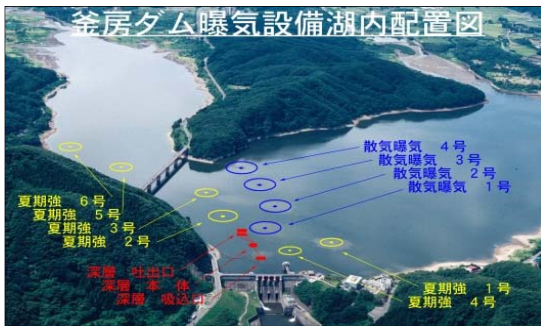 釜房ダム曝気設備湖内配置図
散気曝気 4号
散気曝気 3号
散気曝気 2号
散気曝気 1号
夏期強 6号
夏期強 5号
夏期強 3号
夏期強 2号
深層 吐出口
深層 本 体
深層 吸込口
夏期強 1号
夏期強 4号